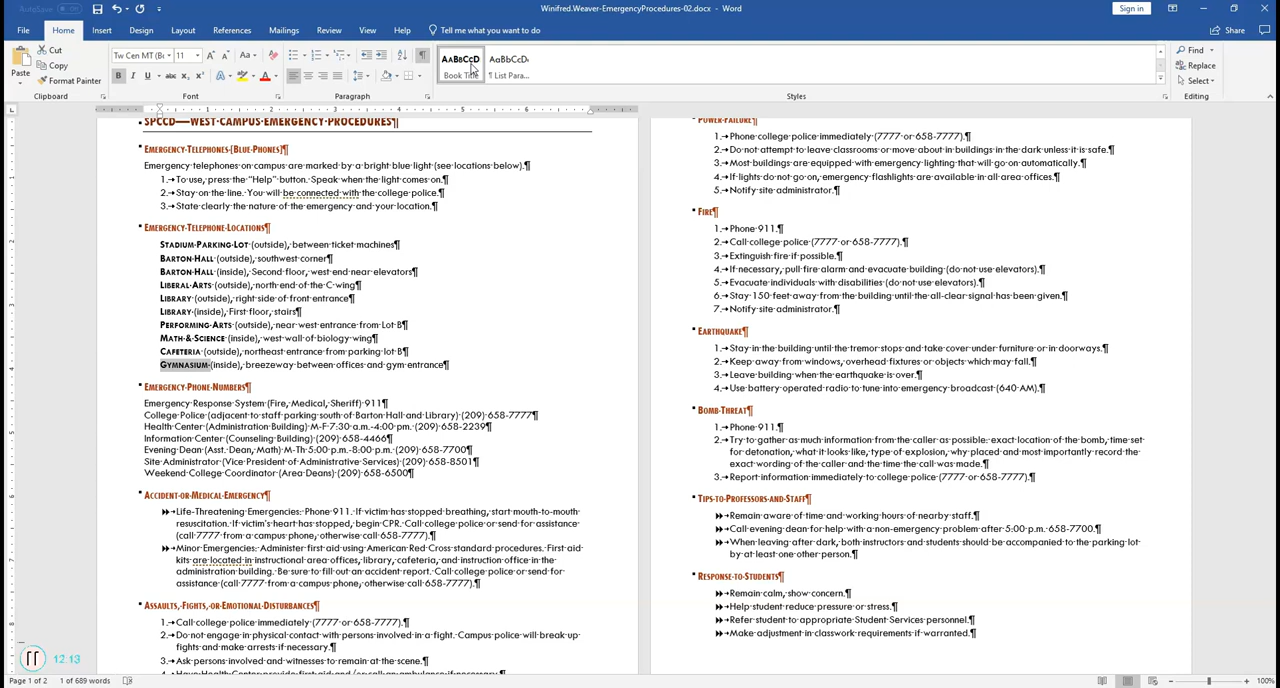 AutoSave Off
Winifred.Weaver-EmergencyProcedures-02.docx - Word
Sign in
File Home Insert Design Layout References Mailings Review View Help Tell me what you want to do
Share
Paste
Cut
Copy
Format Painter
Clipboard
Tw Cen MT (B 11
Font
Paragraph
AABBCCD
Book Ti
AaBbCcD
¶ List Para...
Styles
Find
Replace
Select
Editing
SPCCD—WEST·CAMPUS·EMERGENCY·PROCEDURES¶
EMERGENCY·TELEPHONES·[BLUE·PHONES]¶
Emergency·telephones·on·campus·are·marked·by·a·bright·blue·light·(see·locations·below).¶
1.→To·use,·press·the·“Help”·button.·Speak·when·the·light·comes·on.¶
2.→Stay·on·the·line.·You·will·be·connected·with·the·college·police.¶
3.→State·clearly·the·nature·of·the·emergency·and·your·location.¶
EMERGENCY·TELEPHONE·LOCATIONS¶
STADIUM·PARKING·LOT·(outside),·between·ticket·machines¶
BARTON·HALL·(outside),·southwest·corner¶
BARTON·HALL·(inside),·Second·floor,·west·end·near·elevators¶
LIBERAL·ARTS·(outside),·north·end·of·the·C·wing¶
LIBRARY·(outside),·right·side·of·front·entrance¶
LIBRARY·(inside),·First·floor,·stairs¶
PERFORMING·ARTS·(outside),·near·west·entrance·from·Lot·B¶
MATH·&·SCIENCE·(inside),·west·wall·of·biology·wing¶
CAFETERIA·(outside),·northeast·entrance·from·parking·lot·B¶
GYMNASIUM·(inside),·breezeway·between·offices·and·gym·entrance¶
EMERGENCY·PHONE·NUMBERS¶
Emergency·Response·System·(Fire,·Medical,·Sheriff)·911¶
College·Police·(adjacent·to·staff·parking·south·of·Barton·Hall·and·Library)·(209)·658-7777¶
Health·Center·(Administration·Building)·M-F·7:30·a.m.-4:00·pm.·(209)·658-2239¶
Information·Center·(Counseling·Building)·(209)·658-4466¶
Evening·Dean·(Asst.·Dean,·Math)·M-Th·5:00·p.m.-8:00·p.m.·(209)·658-7700¶
Site·Administrator·(Vice·President·of·Administrative·Services)·(209)·658-8501¶
Weekend·College·Coordinator·(Area·Deans)·(209)·658-6500¶
ACCIDENT·OR·MEDICAL·EMERGENCY¶
→Life-Threatening·Emergencies:·Phone·911.·If·victim·has·stopped·breathing,·start·mouth-to-mouth·
resuscitation.·If·victim's·heart·has·stopped,·begin·CPR.·Call·college·police·or·send·for·assistance·
(call·7777·from·a·campus·phone,·otherwise·call·658-7777).¶
→Minor·Emergencies:·Administer·first·aid·using·American·Red·Cross·standard·procedures.·First·aid·
kits·are·located·in·instructional·area·offices,·library,·cafeteria,·and·instruction·office·in·the·
administration·building.·Be·sure·to·fill·out·an·accident·report.·Call·college·police·or·send·for·
assistance·(call·7777·from·a·campus·phone,·otherwise·call·658-7777).¶
ASSAULTS,·FIGHTS,·OR·EMOTIONAL·DISTURBANCES¶
1.→Call·college·police·immediately·(7777·or·658-7777).¶
2.→Do·not·engage·in·physical·contact·with·persons·involved·in·a·fight.·Campus·police·will·break·up·
fights·and·make·arrests·if·necessary.¶
3.→Ask·persons·involved·and·witnesses·to·remain·at·the·scene.¶
4.→Have·Health·Center·provide·first·aid·and·/or·call·an·ambulance·if·necessary.¶
POWER·FAILURE¶
1.→Phone·college·police·immediately·(7777·or·658-7777).¶
2.→Do·not·attempt·to·leave·classrooms·or·move·about·in·buildings·in·the·dark·unless·it·is·safe.¶
3.→Most·buildings·are·equipped·with·emergency·lighting·that·will·go·on·automatically.¶
4.→If·lights·do·not·go·on,·emergency·flashlights·are·available·in·all·area·offices.¶
5.→Notify·site·administrator.¶
FIRE¶
1.→Phone·911.¶
2.→Call·college·police·(7777·or·658-7777).¶
3.→Extinguish·fire·if·possible.¶
4.→If·necessary,·pull·fire·alarm·and·evacuate·building·(do·not·use·elevators).¶
5.→Evacuate·individuals·with·disabilities·(do·not·use·elevators).¶
6.→Stay·150·feet·away·from·the·building·until·the·all-clear·signal·has·been·given.¶
7.→Notify·site·administrator.¶
EARTHQUAKE¶
1.→Stay·in·the·building·until·the·tremor·stops·and·take·cover·under·furniture·or·in·doorways.¶
2.→Keep·away·from·windows,·overhead·fixtures·or·objects·which·may·fall.¶
3.→Leave·building·when·the·earthquake·is·over.¶
4.→Use·battery·operated·radio·to·tune·into·emergency·broadcast·(640·AM).¶
BOMB·THREAT¶
1.→Phone·911.¶
2.→Try·to·gather·as·much·information·from·the·caller·as·possible:·exact·location·of·the·bomb,·time·set·
for·detonation,·what·it·looks·like,·type·of·explosion,·why·placed·and·most·importantly·record·the·
exact·wording·of·the·caller·and·the·time·the·call·was·made.¶
3.→Report·information·immediately·to·college·police·(7777·or·658-7777).¶
TIPS·TO·PROFESSORS·AND·STAFF¶
→Remain·aware·of·time·and·working·hours·of·nearby·staff.¶
→Call·evening·dean·for·help·with·a·non-emergency·problem·after·5:00·p.m.·658-7700.¶
→When·leaving·after·dark,·both·instructors·and·students·should·be·accompanied·to·the·parking·lot·
by·at·least·one·other·person.¶
RESPONSE·TO·STUDENTS¶
→Remain·calm,·show·concern.¶
→Help·student·reduce·pressure·or·stress.¶
→Refer·student·to·appropriate·Student·Services·personnel.¶
→Make·adjustment·in·classwork·requirements·if·warranted.¶
12:13
Page 1 of 2 1 of 689 words
100%